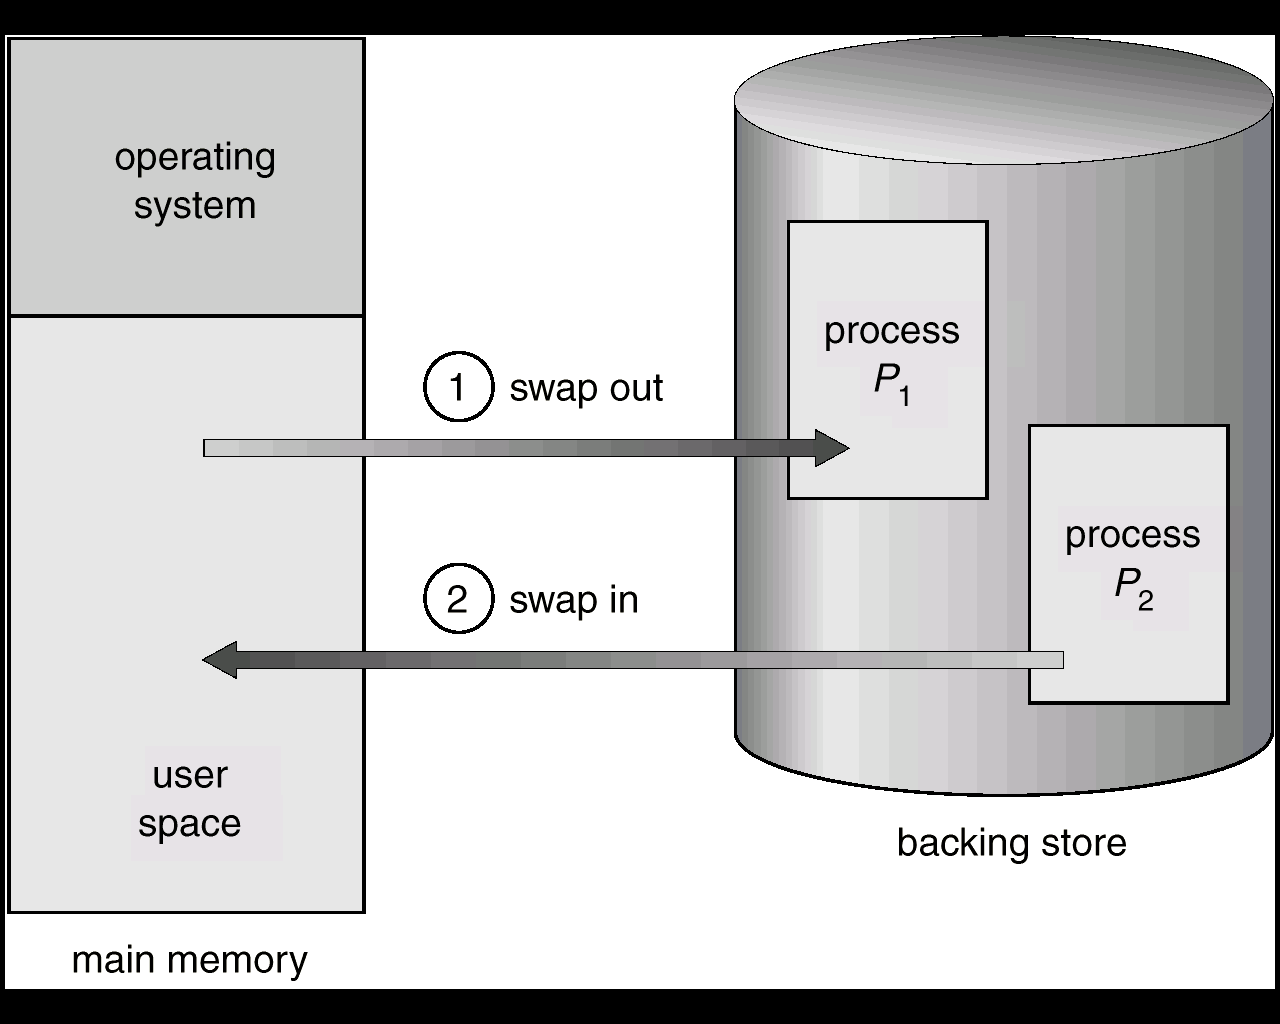 operating
system
1 swap out
process
P1
2 swap in
process
P2
user
space
backing store
main memory